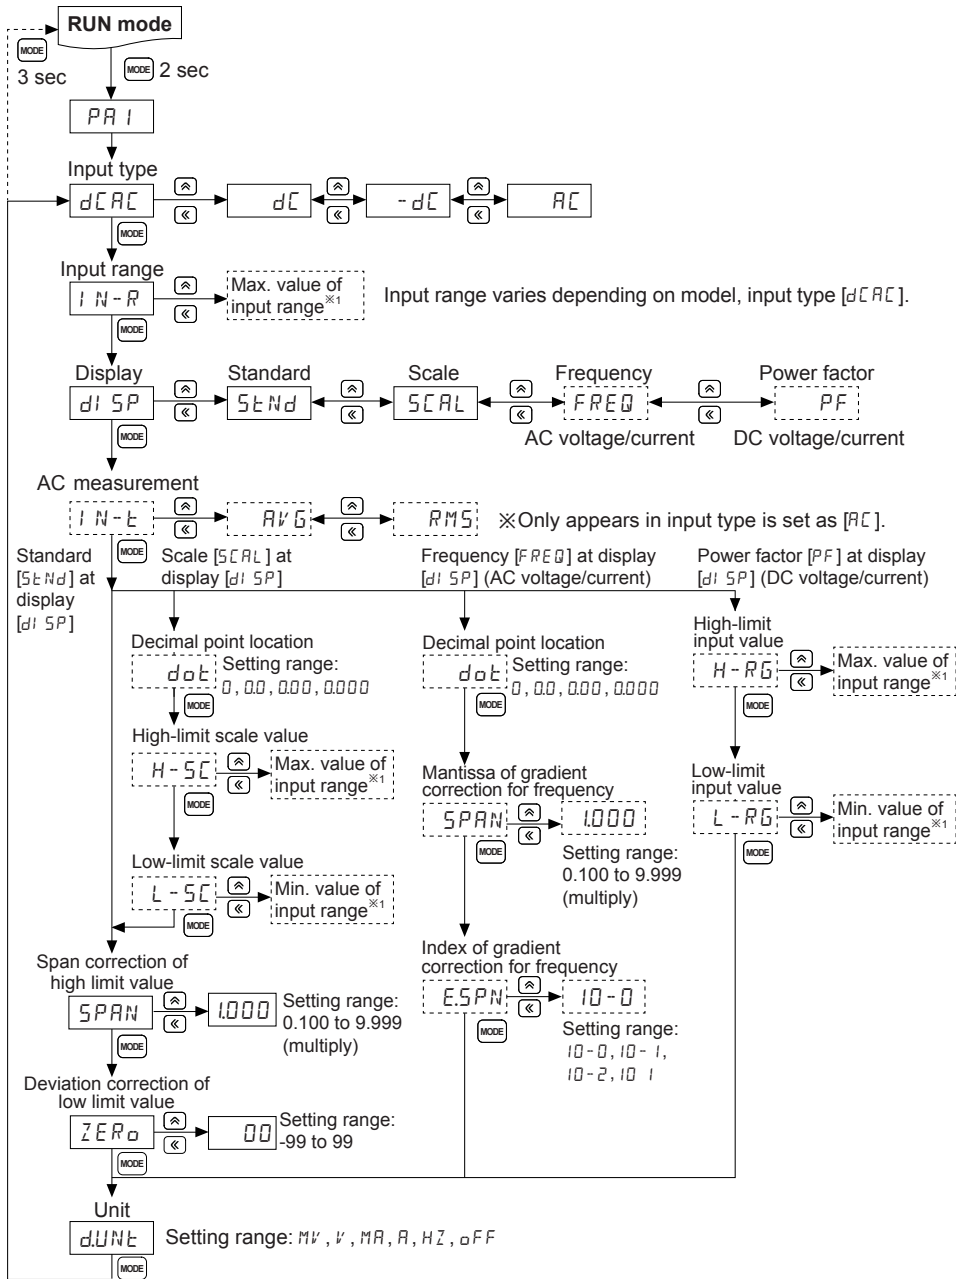 RUN mode
MODE
3 sec
MODE 2 sec
PA1
Input type
dCAC
dC
-dC
AC
MODE
Input range
IN-R
Max. value of
input range※1
Input range varies depending on model, input type [dCAC].
MODE
Display
Standard
Scale
Frequency
Power factor
dISP
StNd
SCAL
FREQ
PF
MODE
AC voltage/current
DC voltage/current
AC measurement
IN-t
AVG
RMS
※Only appears in input type is set as [AC].
MODE
Standard
[StNd] at
display
[dISP]
Scale [SCAL] at
display [dISP]
Frequency [FREQ] at display
[dISP] (AC voltage/current)
Power factor [PF] at display
[dISP] (DC voltage/current)
Decimal point location
dot
Setting range:
0, 0.0, 0.00, 0.000
MODE
High-limit scale value
H-SC
Max. value of
input range※1
MODE
Low-limit scale value
L-SC
Min. value of
input range※1
MODE
Decimal point location
dot
Setting range:
0, 0.0, 0.00, 0.000
MODE
Mantissa of gradient
correction for frequency
SPAN
1.000
MODE
Setting range:
0.100 to 9.999
(multiply)
Index of gradient
correction for frequency
E.SPN
10-0
MODE
Setting range:
10-0, 10-1,
10-2, 10 1
High-limit
input value
H-RG
Max. value of
input range※1
MODE
Low-limit
input value
L-RG
Min. value of
input range※1
MODE
Span correction of
high limit value
SPAN
1.000
Setting range:
0.100 to 9.999
(multiply)
MODE
Deviation correction of
low limit value
ZERo
00
Setting range:
-99 to 99
MODE
Unit
d.UNt
Setting range: MV, V, MA, A, HZ, oFF
MODE